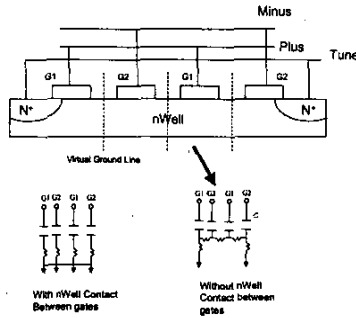 Minus
Plus
Tune
G1 G2 G1 G2
N+ N+
nWell
Virtual Ground Line
G1 G2 G1 G2
G1 G2 G1 G2
With nWell Contact
Between gates
Without nWell
Contact between
gates